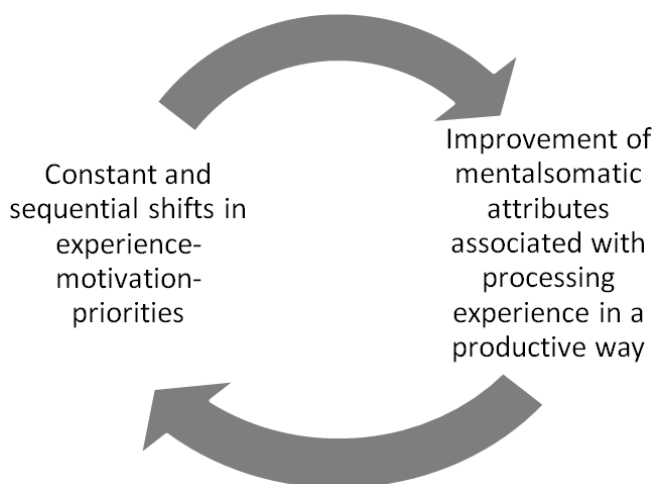 Constant and
sequential shifts in
experience-
motivation-
priorities
Improvement of
mentalsomatic
attributes
associated with
processing
experience in a
productive way